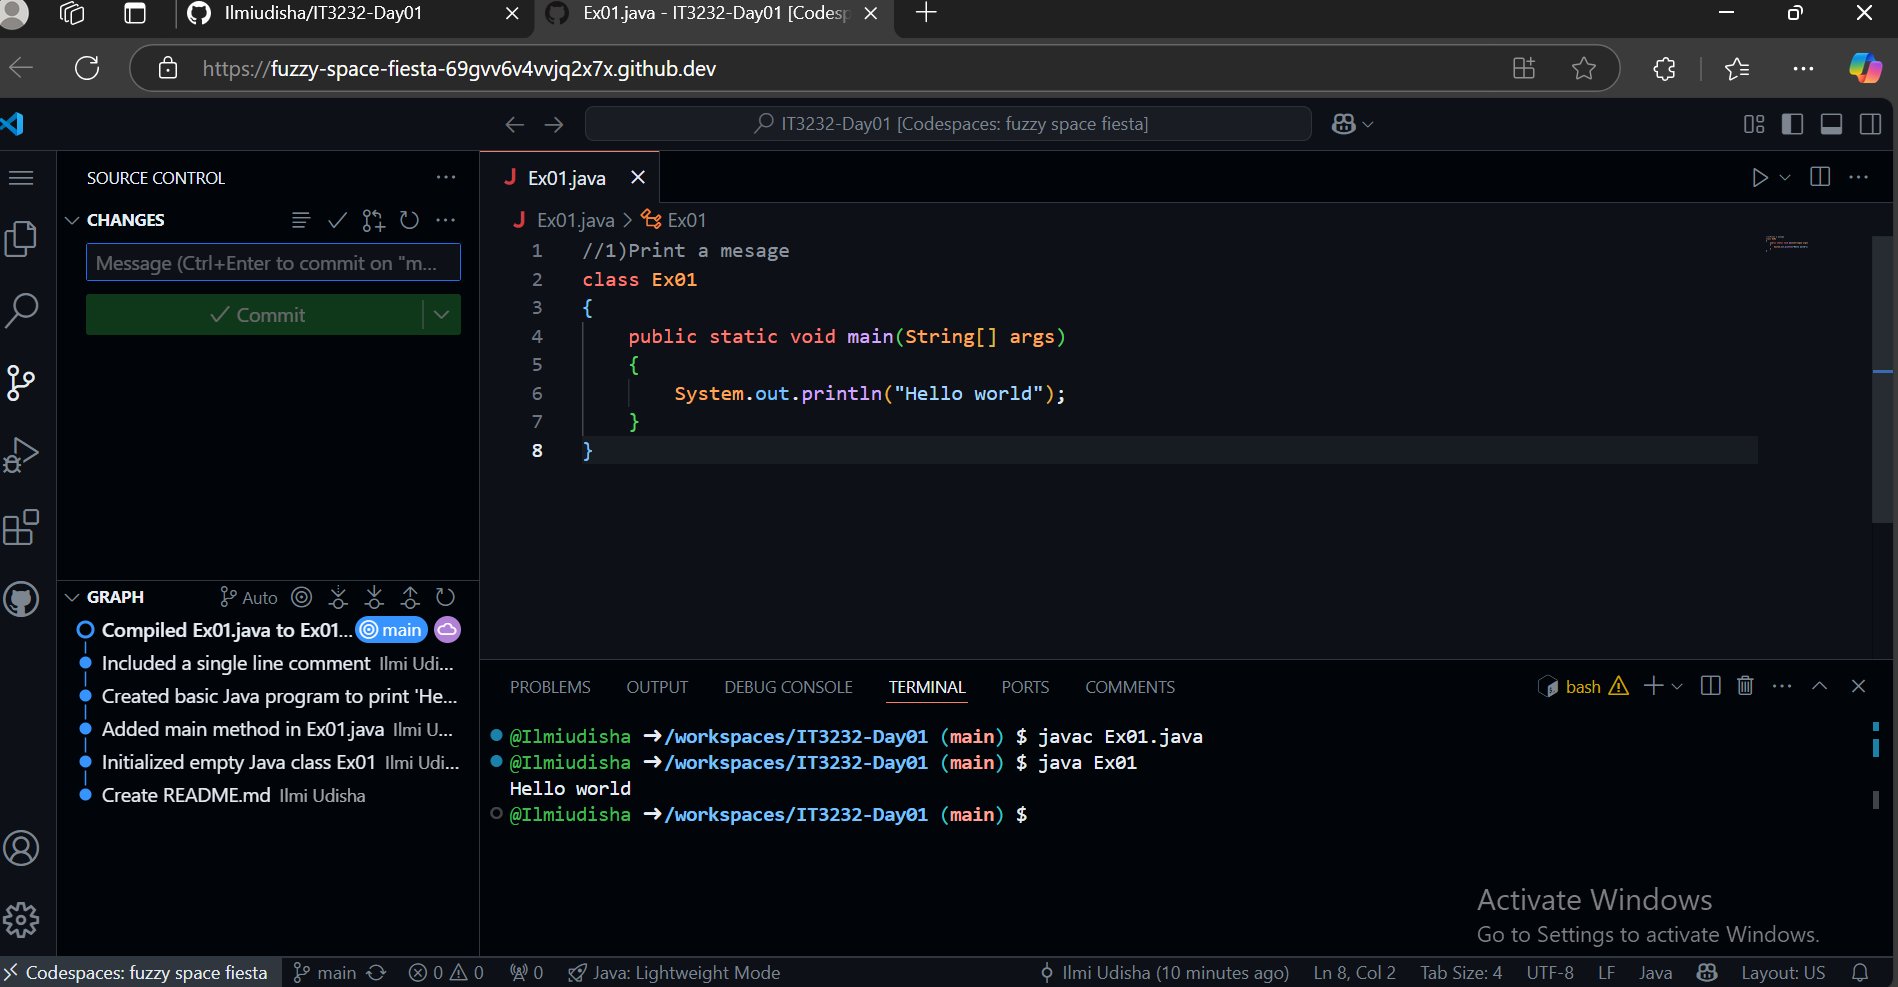 Ilmiudisha/IT3232-Day01
Ex01.java - IT3232-Day01 [Codesp
https://fuzzy-space-fiesta-69gvv6v4vvjq2x7x.github.dev
IT3232-Day01 [Codespaces: fuzzy space fiesta]
SOURCE CONTROL
CHANGES
Message (Ctrl+Enter to commit on "m...
Commit
Ex01.java
Ex01.java > Ex01
1 //1)Print a mesage
2 class Ex01
3 {
4 public static void main(String[] args)
5 {
6 System.out.println("Hello world");
7 }
8 }
GRAPH
Auto
Compiled Ex01.java to Ex01... main
Included a single line comment Ilmi Udi...
Created basic Java program to print 'He...
Added main method in Ex01.java Ilmi U...
Initialized empty Java class Ex01 Ilmi Udi...
Create README.md Ilmi Udisha
PROBLEMS OUTPUT DEBUG CONSOLE TERMINAL PORTS COMMENTS
bash
@Ilmiudisha ➜/workspaces/IT3232-Day01 (main) $ javac Ex01.java
@Ilmiudisha ➜/workspaces/IT3232-Day01 (main) $ java Ex01
Hello world
@Ilmiudisha ➜/workspaces/IT3232-Day01 (main) $
Activate Windows
Go to Settings to activate Windows.
Codespaces: fuzzy space fiesta main 0 0 0 Java: Lightweight Mode Ilmi Udisha (10 minutes ago) Ln 8, Col 2 Tab Size: 4 UTF-8 LF Java Layout: US